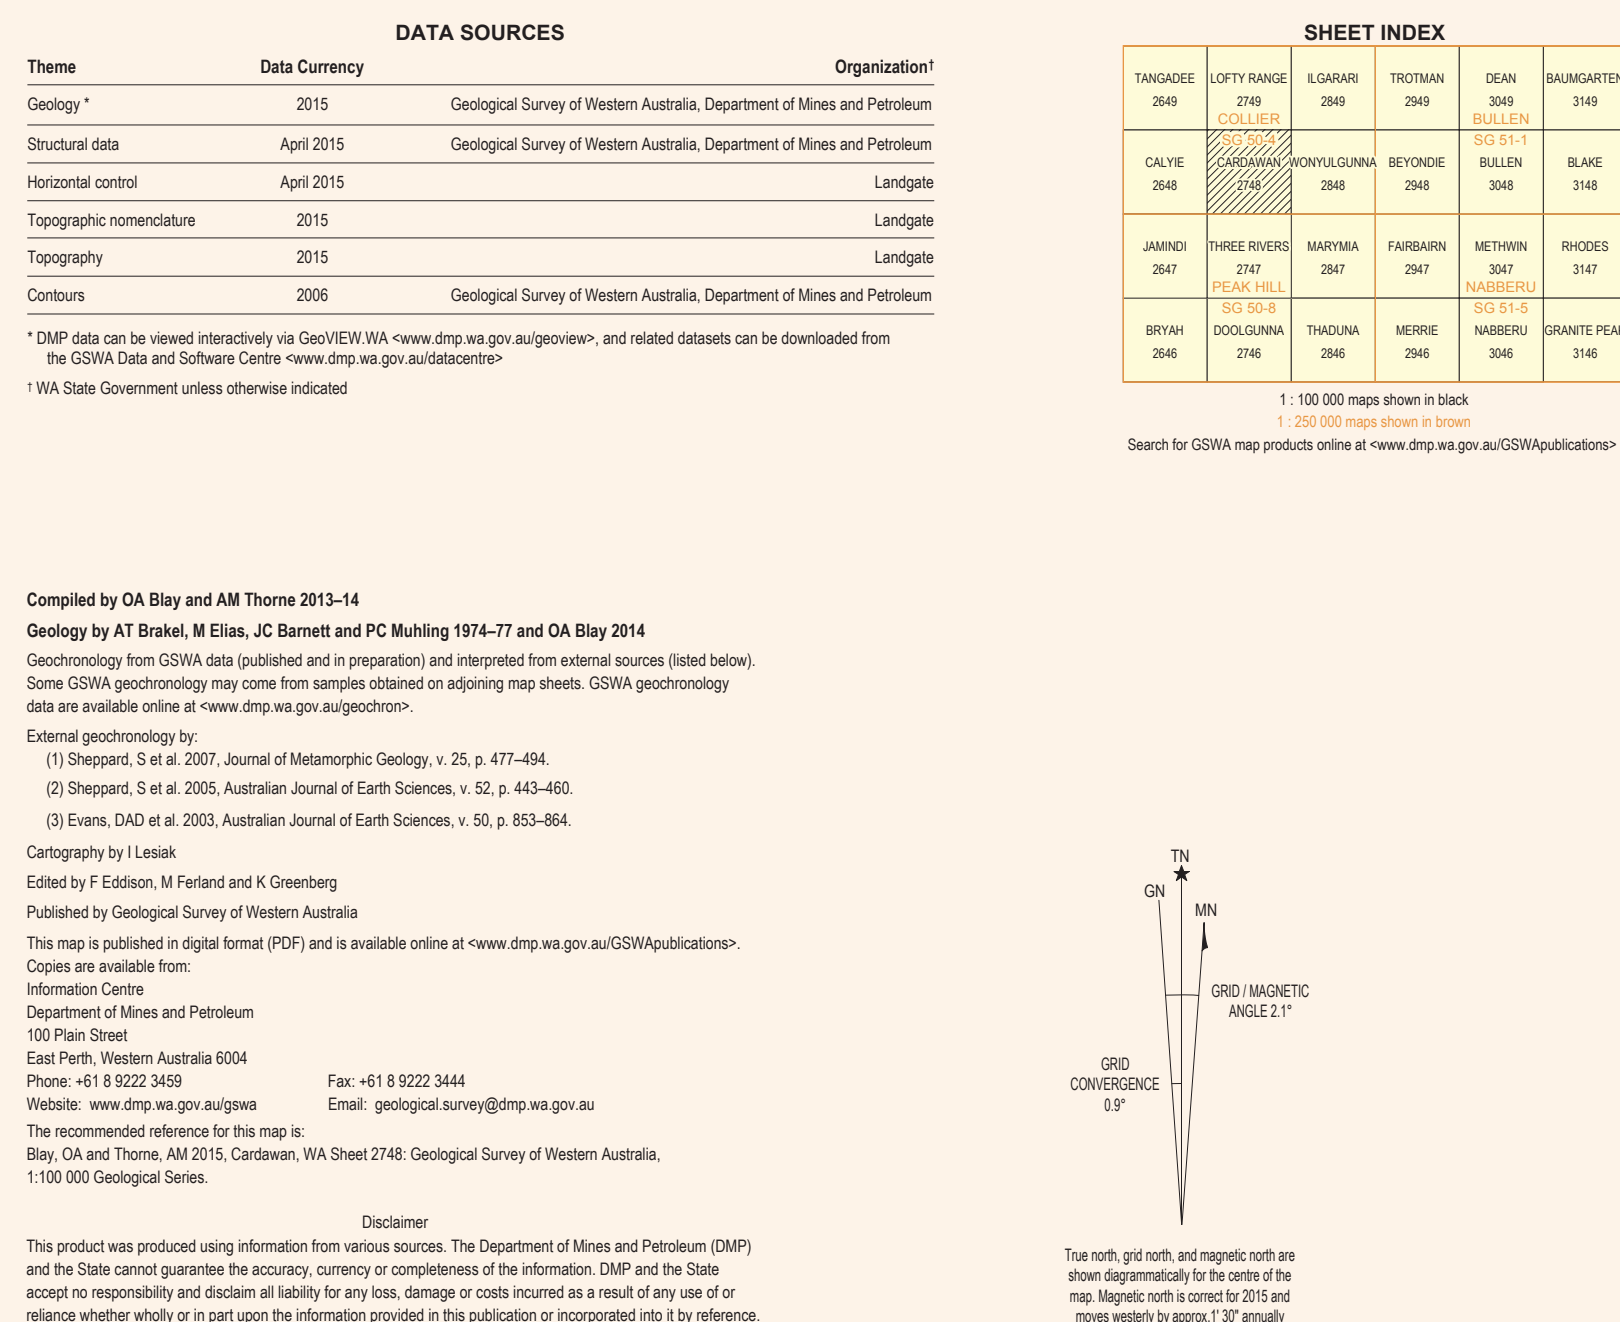 DATA SOURCES
Theme Data Currency Organization†
Geology * 2015 Geological Survey of Western Australia, Department of Mines and Petroleum
Structural data April 2015 Geological Survey of Western Australia, Department of Mines and Petroleum
Horizontal control April 2015 Landgate
Topographic nomenclature 2015 Landgate
Topography 2015 Landgate
Contours 2006 Geological Survey of Western Australia, Department of Mines and Petroleum
* DMP data can be viewed interactively via GeoVIEW.WA <www.dmp.wa.gov.au/geoview>, and related datasets can be downloaded from
the GSWA Data and Software Centre <www.dmp.wa.gov.au/datacentre>
† WA State Government unless otherwise indicated
SHEET INDEX
TANGADEE LOFTY RANGE ILGARARI TROTMAN DEAN BAUMGARTEN
2649 2749 2849 2949 3049 3149
COLLIER BULLEN
SG 50-4 SG 51-1
CALYIE CARDAWAN WONYULGUNNA BEYONDIE BULLEN BLAKE
2648 2748 2848 2948 3048 3148
JAMINDI THREE RIVERS MARYMIA FAIRBAIRN METHWIN RHODES
2647 2747 2847 2947 3047 3147
PEAK HILL NABBERU
SG 50-8 SG 51-5
BRYAH DOOLGUNNA THADUNA MERRIE NABBERU GRANITE PEAK
2646 2746 2846 2946 3046 3146
1 : 100 000 maps shown in black
1 : 250 000 maps shown in brown
Search for GSWA map products online at <www.dmp.wa.gov.au/GSWApublications>
Compiled by OA Blay and AM Thorne 2013–14
Geology by AT Brakel, M Elias, JC Barnett and PC Muhling 1974–77 and OA Blay 2014
Geochronology from GSWA data (published and in preparation) and interpreted from external sources (listed below).
Some GSWA geochronology may come from samples obtained on adjoining map sheets. GSWA geochronology
data are available online at <www.dmp.wa.gov.au/geochron>.
External geochronology by:
(1) Sheppard, S et al. 2007, Journal of Metamorphic Geology, v. 25, p. 477–494.
(2) Sheppard, S et al. 2005, Australian Journal of Earth Sciences, v. 52, p. 443–460.
(3) Evans, DAD et al. 2003, Australian Journal of Earth Sciences, v. 50, p. 853–864.
Cartography by I Lesiak
Edited by F Eddison, M Ferland and K Greenberg
Published by Geological Survey of Western Australia
This map is published in digital format (PDF) and is available online at <www.dmp.wa.gov.au/GSWApublications>.
Copies are available from:
Information Centre
Department of Mines and Petroleum
100 Plain Street
East Perth, Western Australia 6004
Phone: +61 8 9222 3459 Fax: +61 8 9222 3444
Website: www.dmp.wa.gov.au/gswa Email: geological.survey@dmp.wa.gov.au
The recommended reference for this map is:
Blay, OA and Thorne, AM 2015, Cardawan, WA Sheet 2748: Geological Survey of Western Australia,
1:100 000 Geological Series.
Disclaimer
This product was produced using information from various sources. The Department of Mines and Petroleum (DMP)
and the State cannot guarantee the accuracy, currency or completeness of the information. DMP and the State
accept no responsibility and disclaim all liability for any loss, damage or costs incurred as a result of any use of or
reliance whether wholly or in part upon the information provided in this publication or incorporated into it by reference.
TN
GN
MN
GRID / MAGNETIC
ANGLE 2.1°
GRID
CONVERGENCE
0.9°
True north, grid north, and magnetic north are
shown diagrammatically for the centre of the
map. Magnetic north is correct for 2015 and
moves westerly by approx.1' 30" annually